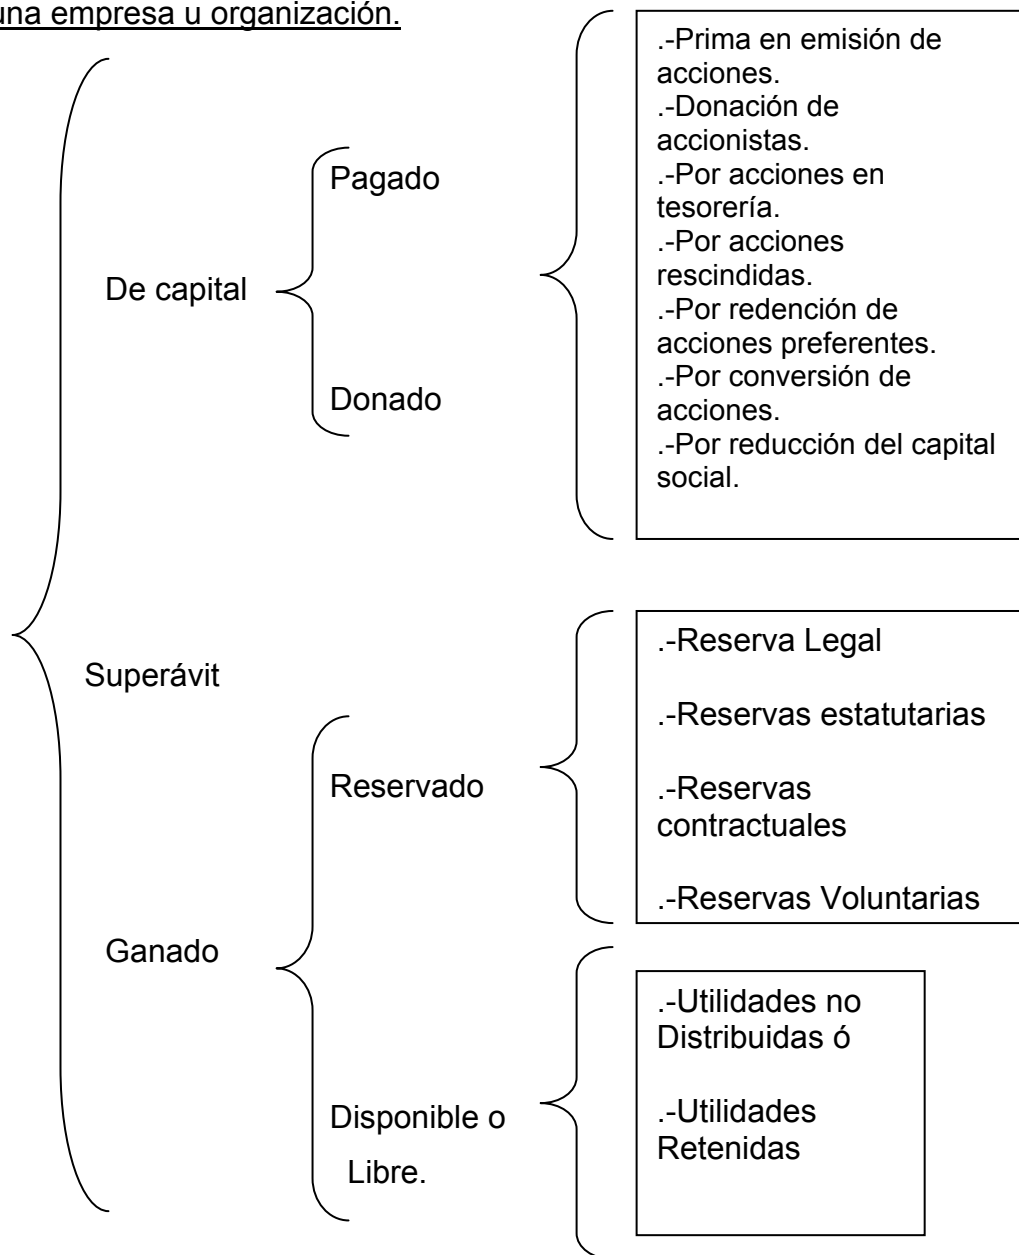 una empresa u organización.
.-Prima en emisión de
acciones.
.-Donación de
accionistas.
.-Por acciones en
tesorería.
.-Por acciones
rescindidas.
.-Por redención de
acciones preferentes.
.-Por conversión de
acciones.
.-Por reducción del capital
social.
Pagado
De capital
Donado
Superávit
.-Reserva Legal
.-Reservas estatutarias
.-Reservas
contractuales
.-Reservas Voluntarias
Reservado
Ganado
.-Utilidades no
Distribuidas ó
.-Utilidades
Retenidas
Disponible o
Libre.